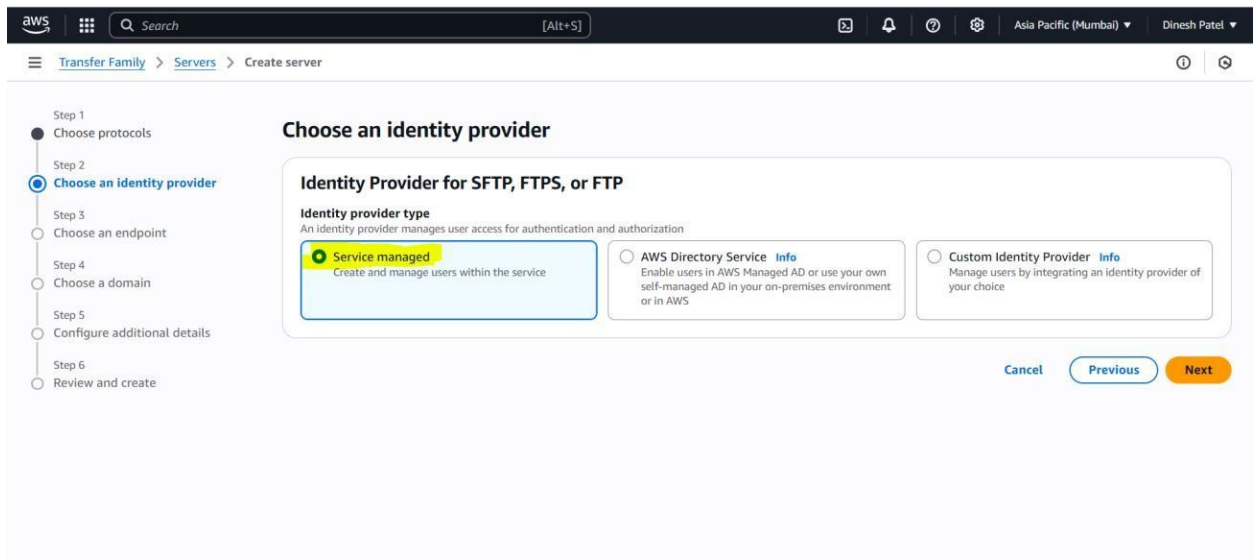 aws
Search [Alt+S]
Asia Pacific (Mumbai) ▼
Dinesh Patel ▼
Transfer Family > Servers > Create server
Step 1
Choose protocols
Step 2
Choose an identity provider
Step 3
Choose an endpoint
Step 4
Choose a domain
Step 5
Configure additional details
Step 6
Review and create
Choose an identity provider
Identity Provider for SFTP, FTPS, or FTP
Identity provider type
An identity provider manages user access for authentication and authorization
Service managed
Create and manage users within the service
AWS Directory Service Info
Enable users in AWS Managed AD or use your own
self-managed AD in your on-premises environment
or in AWS
Custom Identity Provider Info
Manage users by integrating an identity provider of
your choice
Cancel
Previous
Next